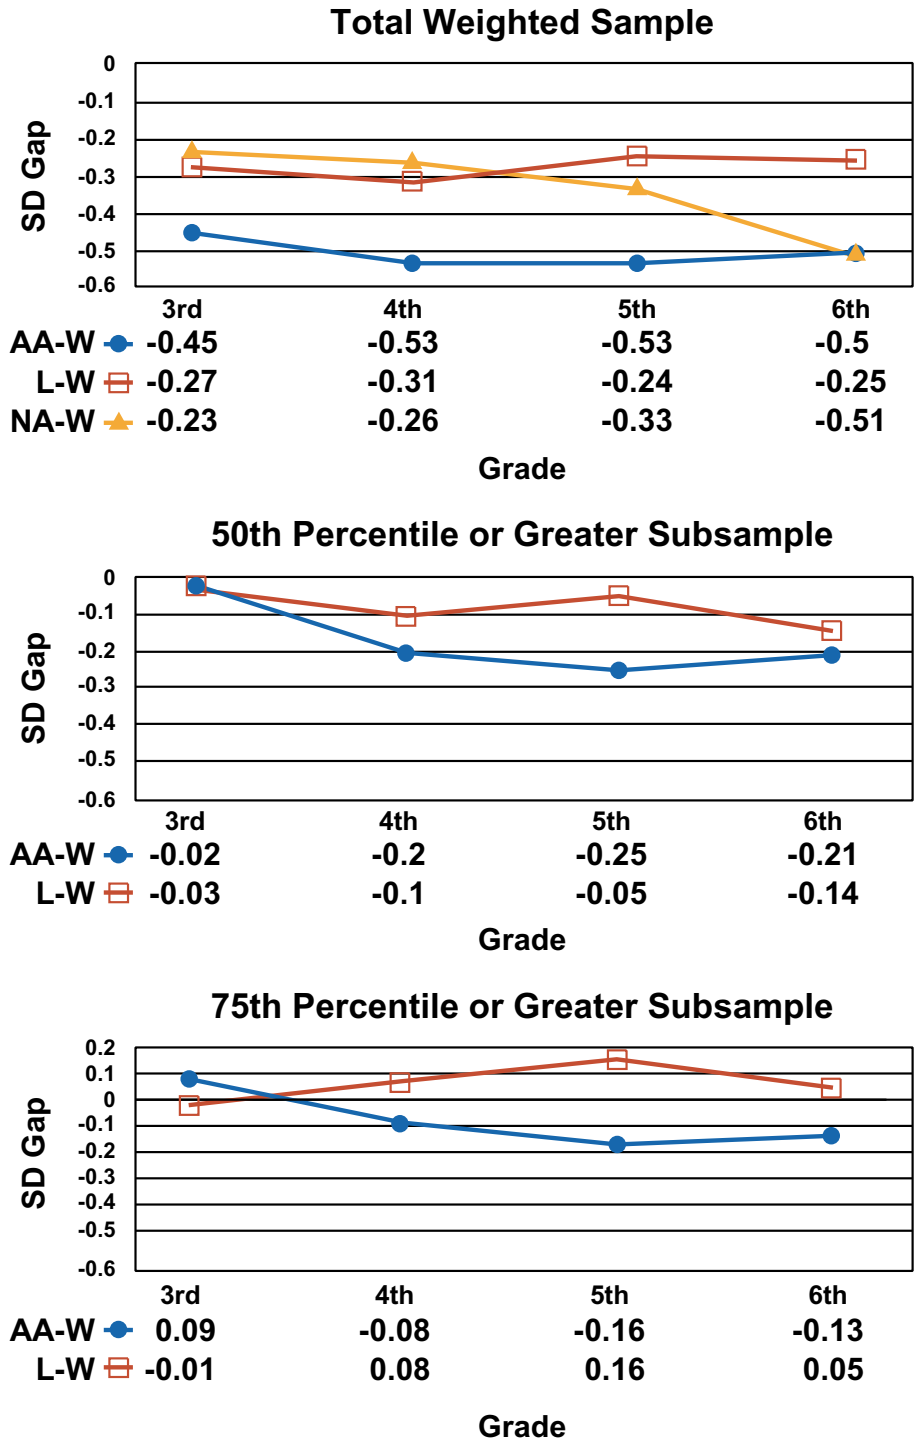 Total Weighted Sample
0
-0.1
-0.2
-0.3
-0.4
-0.5
-0.6
SD Gap
3rd 4th 5th 6th
AA-W -0.45 -0.53 -0.53 -0.5
L-W -0.27 -0.31 -0.24 -0.25
NA-W -0.23 -0.26 -0.33 -0.51
Grade
50th Percentile or Greater Subsample
0
-0.1
-0.2
-0.3
-0.4
-0.5
-0.6
SD Gap
3rd 4th 5th 6th
AA-W -0.02 -0.2 -0.25 -0.21
L-W -0.03 -0.1 -0.05 -0.14
Grade
75th Percentile or Greater Subsample
0.2
0.1
0
-0.1
-0.2
-0.3
-0.4
-0.5
-0.6
SD Gap
3rd 4th 5th 6th
AA-W 0.09 -0.08 -0.16 -0.13
L-W -0.01 0.08 0.16 0.05
Grade